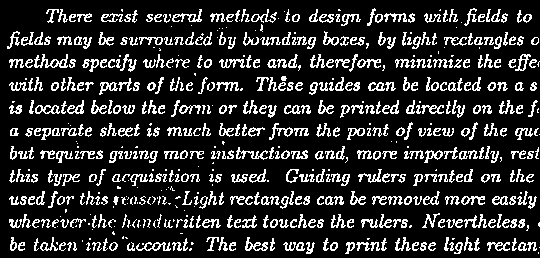 There exist several methods to design forms with fields to
fields may be surrounded by bounding boxes, by light rectangles o
methods specify where to write and, therefore, minimize the effe
with other parts of the form. These guides can be located on a s
is located below the form or they can be printed directly on the f
a separate sheet is much better from the point of view of the qua
but requires giving more instructions and, more importantly, rest
this type of acquisition is used. Guiding rulers printed on the
used for this reason. Light rectangles can be removed more easily
whenever the handwritten text touches the rulers. Nevertheless,
be taken into account: The best way to print these light rectan